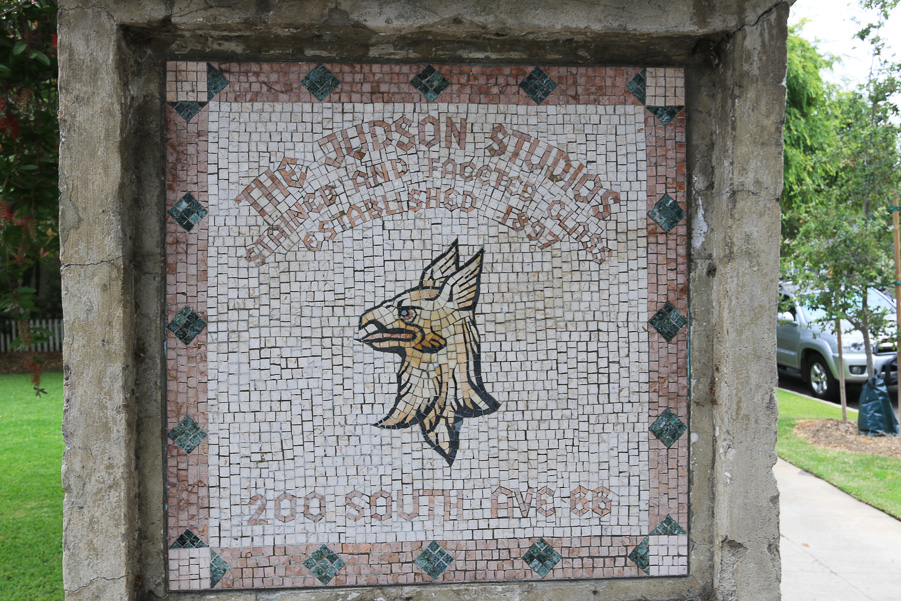 THE JUDSON STUDIOS
STAINED AND FACETED GLASS
ESTABLISHED 1897
200 SOUTH AVE 66